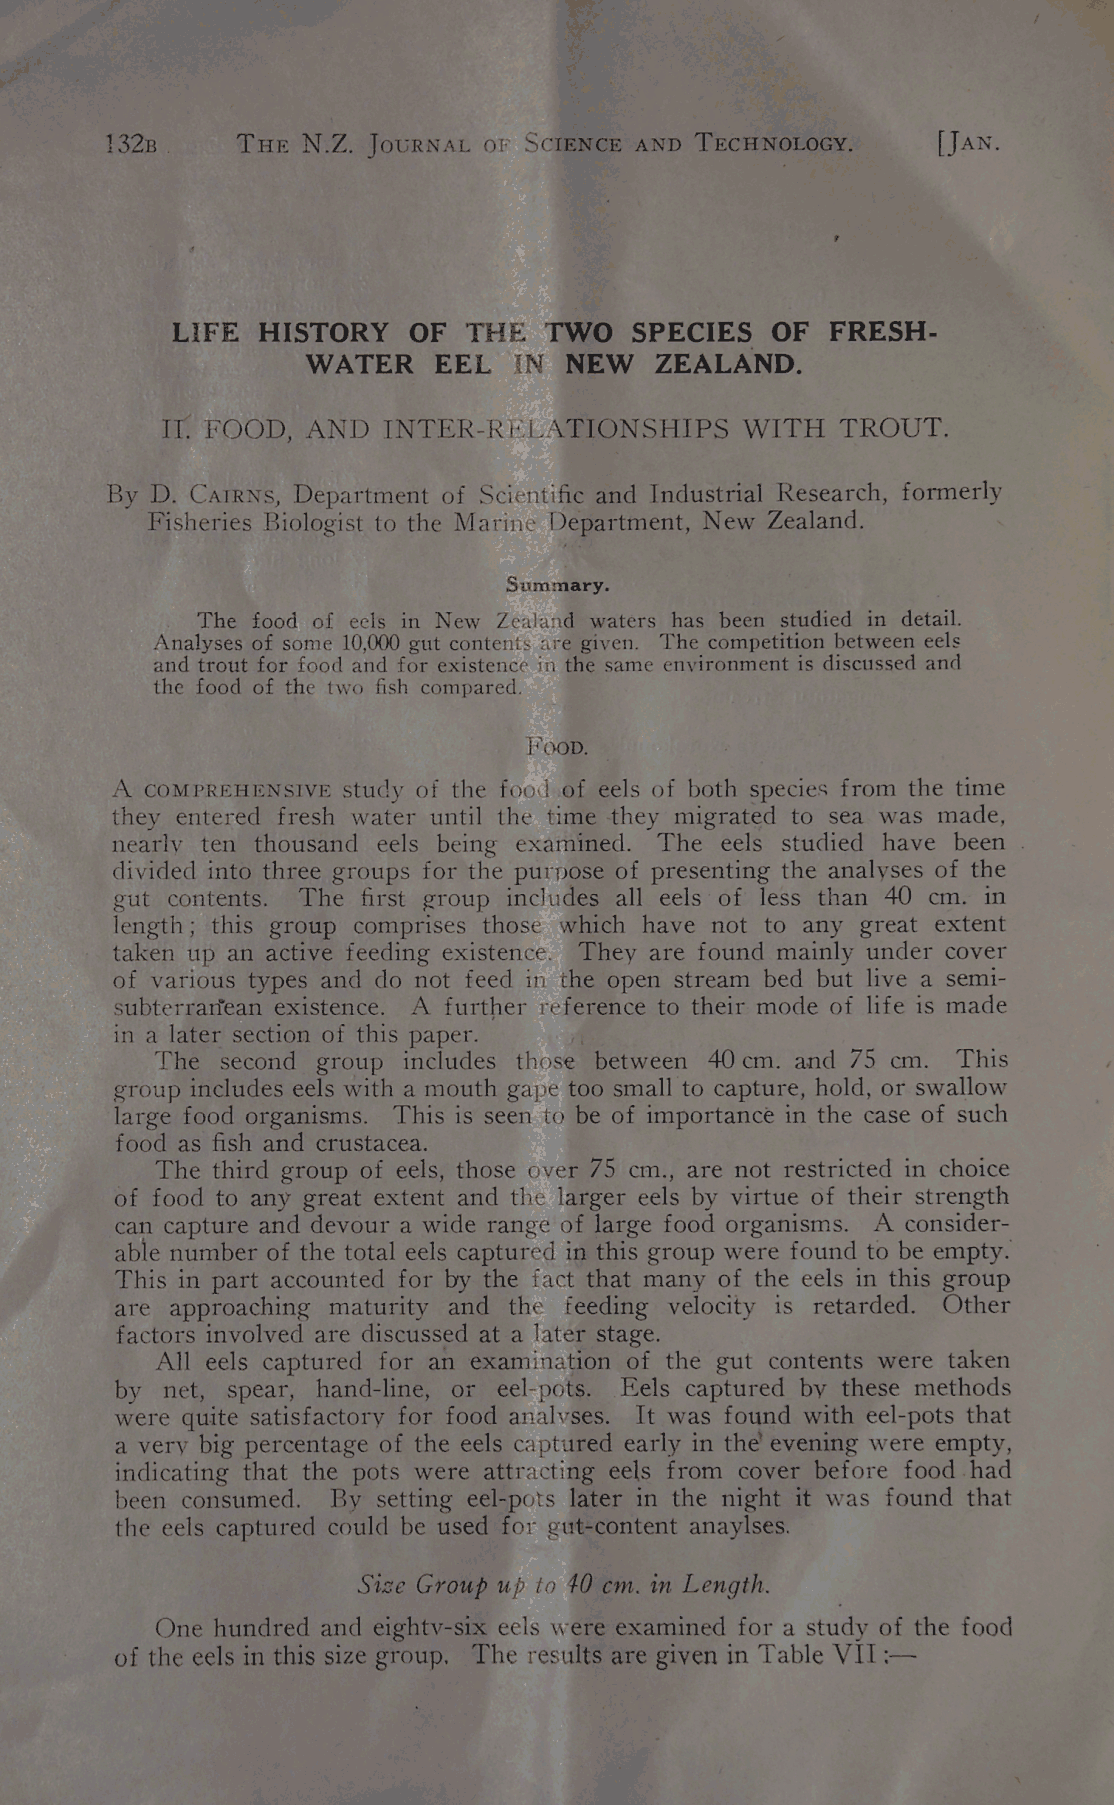 132B THE N.Z. JOURNAL OF SCIENCE AND TECHNOLOGY. [JAN.
LIFE HISTORY OF THE TWO SPECIES OF FRESH-
WATER EEL IN NEW ZEALAND.
II. FOOD, AND INTER-RELATIONSHIPS WITH TROUT.
By D. CAIRNS, Department of Scientific and Industrial Research, formerly
Fisheries Biologist to the Marine Department, New Zealand.
Summary.
The food of eels in New Zealand waters has been studied in detail.
Analyses of some 10,000 gut contents are given. The competition between eels
and trout for food and for existence in the same environment is discussed and
the food of the two fish compared.
FOOD.
A COMPREHENSIVE study of the food of eels of both species from the time
they entered fresh water until the time they migrated to sea was made,
nearly ten thousand eels being examined. The eels studied have been
divided into three groups for the purpose of presenting the analyses of the
gut contents. The first group includes all eels of less than 40 cm. in
length; this group comprises those which have not to any great extent
taken up an active feeding existence. They are found mainly under cover
of various types and do not feed in the open stream bed but live a semi-
subterranean existence. A further reference to their mode of life is made
in a later section of this paper.
The second group includes those between 40 cm. and 75 cm. This
group includes eels with a mouth gape too small to capture, hold, or swallow
large food organisms. This is seen to be of importance in the case of such
food as fish and crustacea.
The third group of eels, those over 75 cm., are not restricted in choice
of food to any great extent and the larger eels by virtue of their strength
can capture and devour a wide range of large food organisms. A consider-
able number of the total eels captured in this group were found to be empty.
This in part accounted for by the fact that many of the eels in this group
are approaching maturity and the feeding velocity is retarded. Other
factors involved are discussed at a later stage.
All eels captured for an examination of the gut contents were taken
by net, spear, hand-line, or eel-pots. Eels captured by these methods
were quite satisfactory for food analyses. It was found with eel-pots that
a very big percentage of the eels captured early in the evening were empty,
indicating that the pots were attracting eels from cover before food had
been consumed. By setting eel-pots later in the night it was found that
the eels captured could be used for gut-content anaylses.
Size Group up to 40 cm. in Length.
One hundred and eighty-six eels were examined for a study of the food
of the eels in this size group. The results are given in Table VII:—